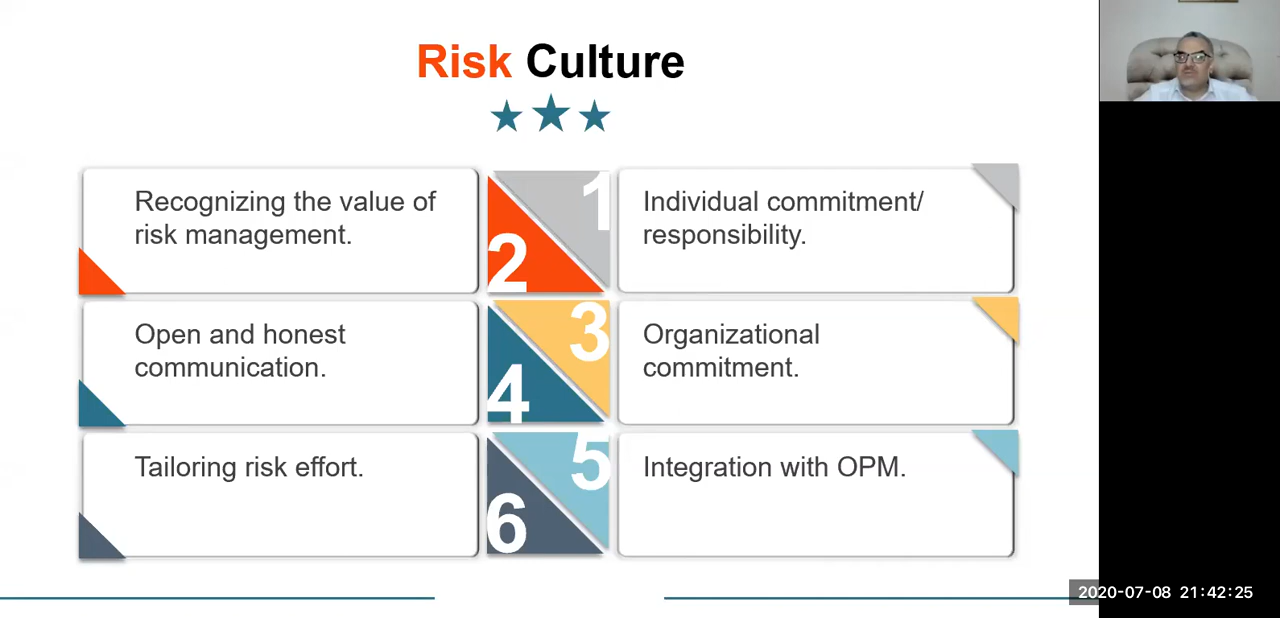 Risk Culture
Recognizing the value of
risk management.
1
2
Individual commitment/
responsibility.
Open and honest
communication.
3
4
Organizational
commitment.
Tailoring risk effort.
5
6
Integration with OPM.
2020-07-08 21:42:25